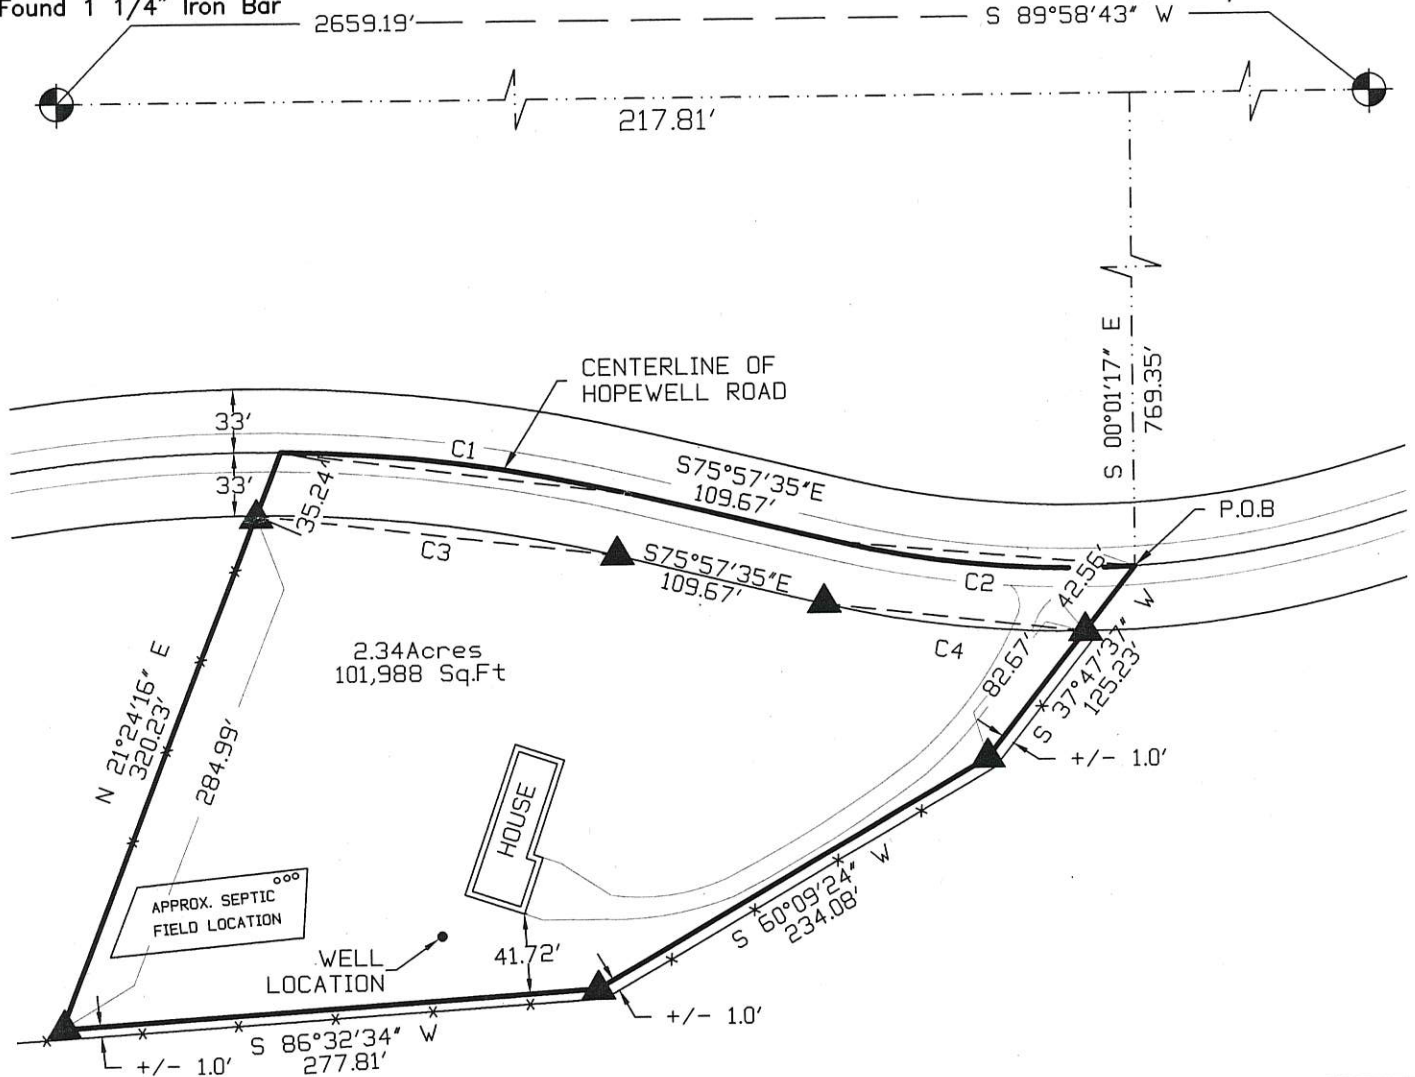 Found 1 1/4" Iron Bar
2659.19'
S 89°58'43" W
217.81'
S 00°01'17" E
769.35'
CENTERLINE OF
HOPEWELL ROAD
33'
33'
C1
S75°57'35"E
109.67'
P.O.B
35.24'
C3
S75°57'35"E
109.67'
C2
42.56'
C4
82.67'
S 37°47'37" W
125.23'
+/- 1.0'
2.34Acres
101,988 Sq.Ft
N 21°24'16" E
320.23'
284.99'
HOUSE
APPROX. SEPTIC
FIELD LOCATION
WELL
LOCATION
41.72'
S 60°09'24" W
234.08'
+/- 1.0'
S 86°32'34" W
277.81'
+/- 1.0'